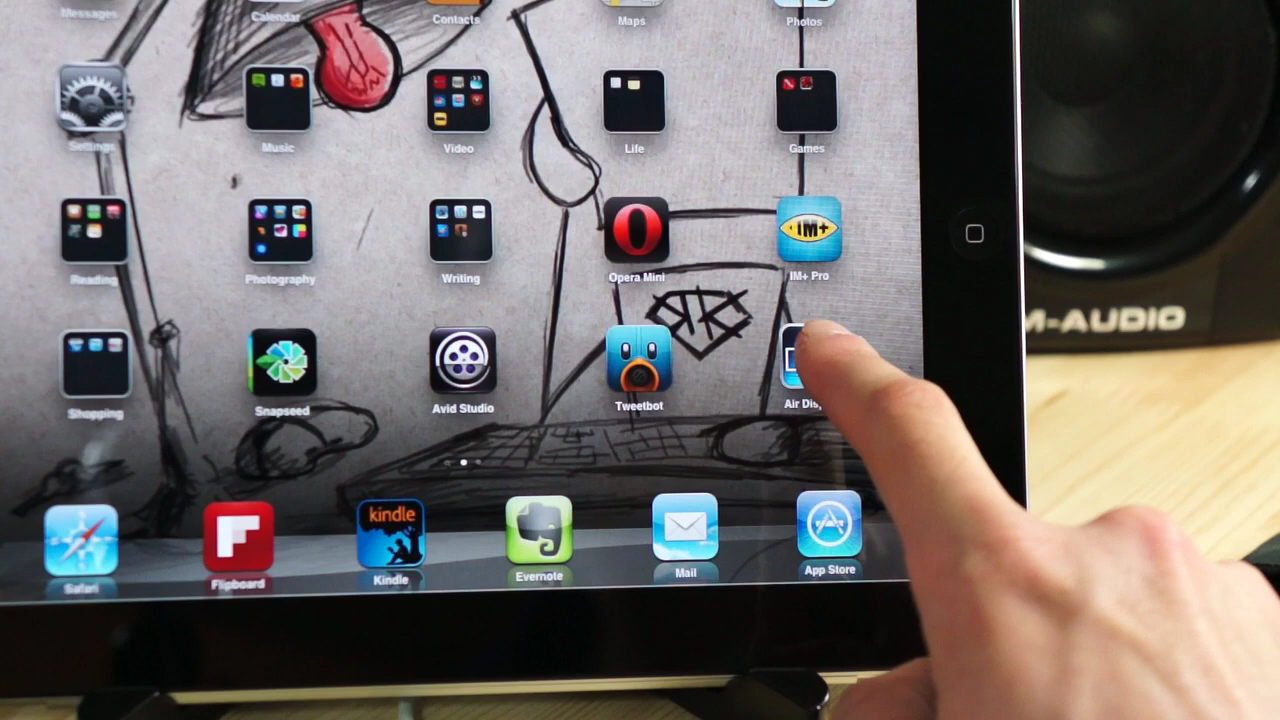 Messages Calendar Contacts Maps Photos
Settings Music Video Life Games
IM+
Reading Photography Writing Opera Mini IM+ Pro
Shopping Snapseed Avid Studio Tweetbot Air
kindle
Safari Flipboard Kindle Evernote Mail App Store
M-AUDIO